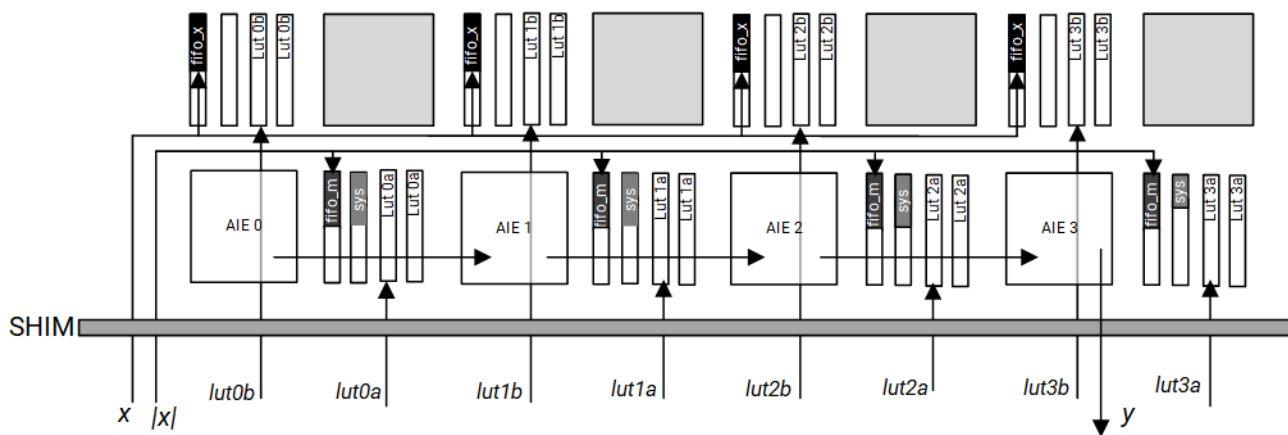 fifo_x
Lut 0b
Lut 0b
fifo_x
Lut 1b
Lut 1b
fifo_x
Lut 2b
Lut 2b
fifo_x
Lut 3b
Lut 3b
AIE 0
fifo_m
sys
Lut 0a
Lut 0a
AIE 1
fifo_m
sys
Lut 1a
Lut 1a
AIE 2
fifo_m
sys
Lut 2a
Lut 2a
AIE 3
fifo_m
sys
Lut 3a
Lut 3a
SHIM
x
|x|
lut0b
lut0a
lut1b
lut1a
lut2b
lut2a
lut3b
y
lut3a